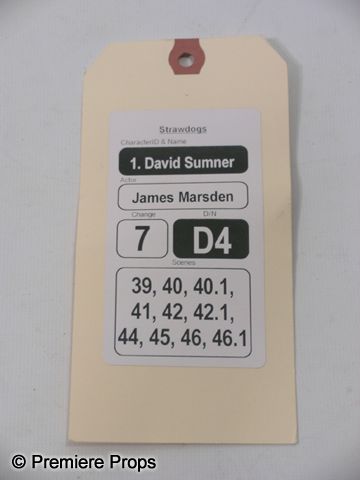 Strawdogs
CharacterID & Name
1. David Sumner
Actor
James Marsden
Change D/N
7 D4
Scenes
39, 40, 40.1,
41, 42, 42.1,
44, 45, 46, 46.1
© Premiere Props